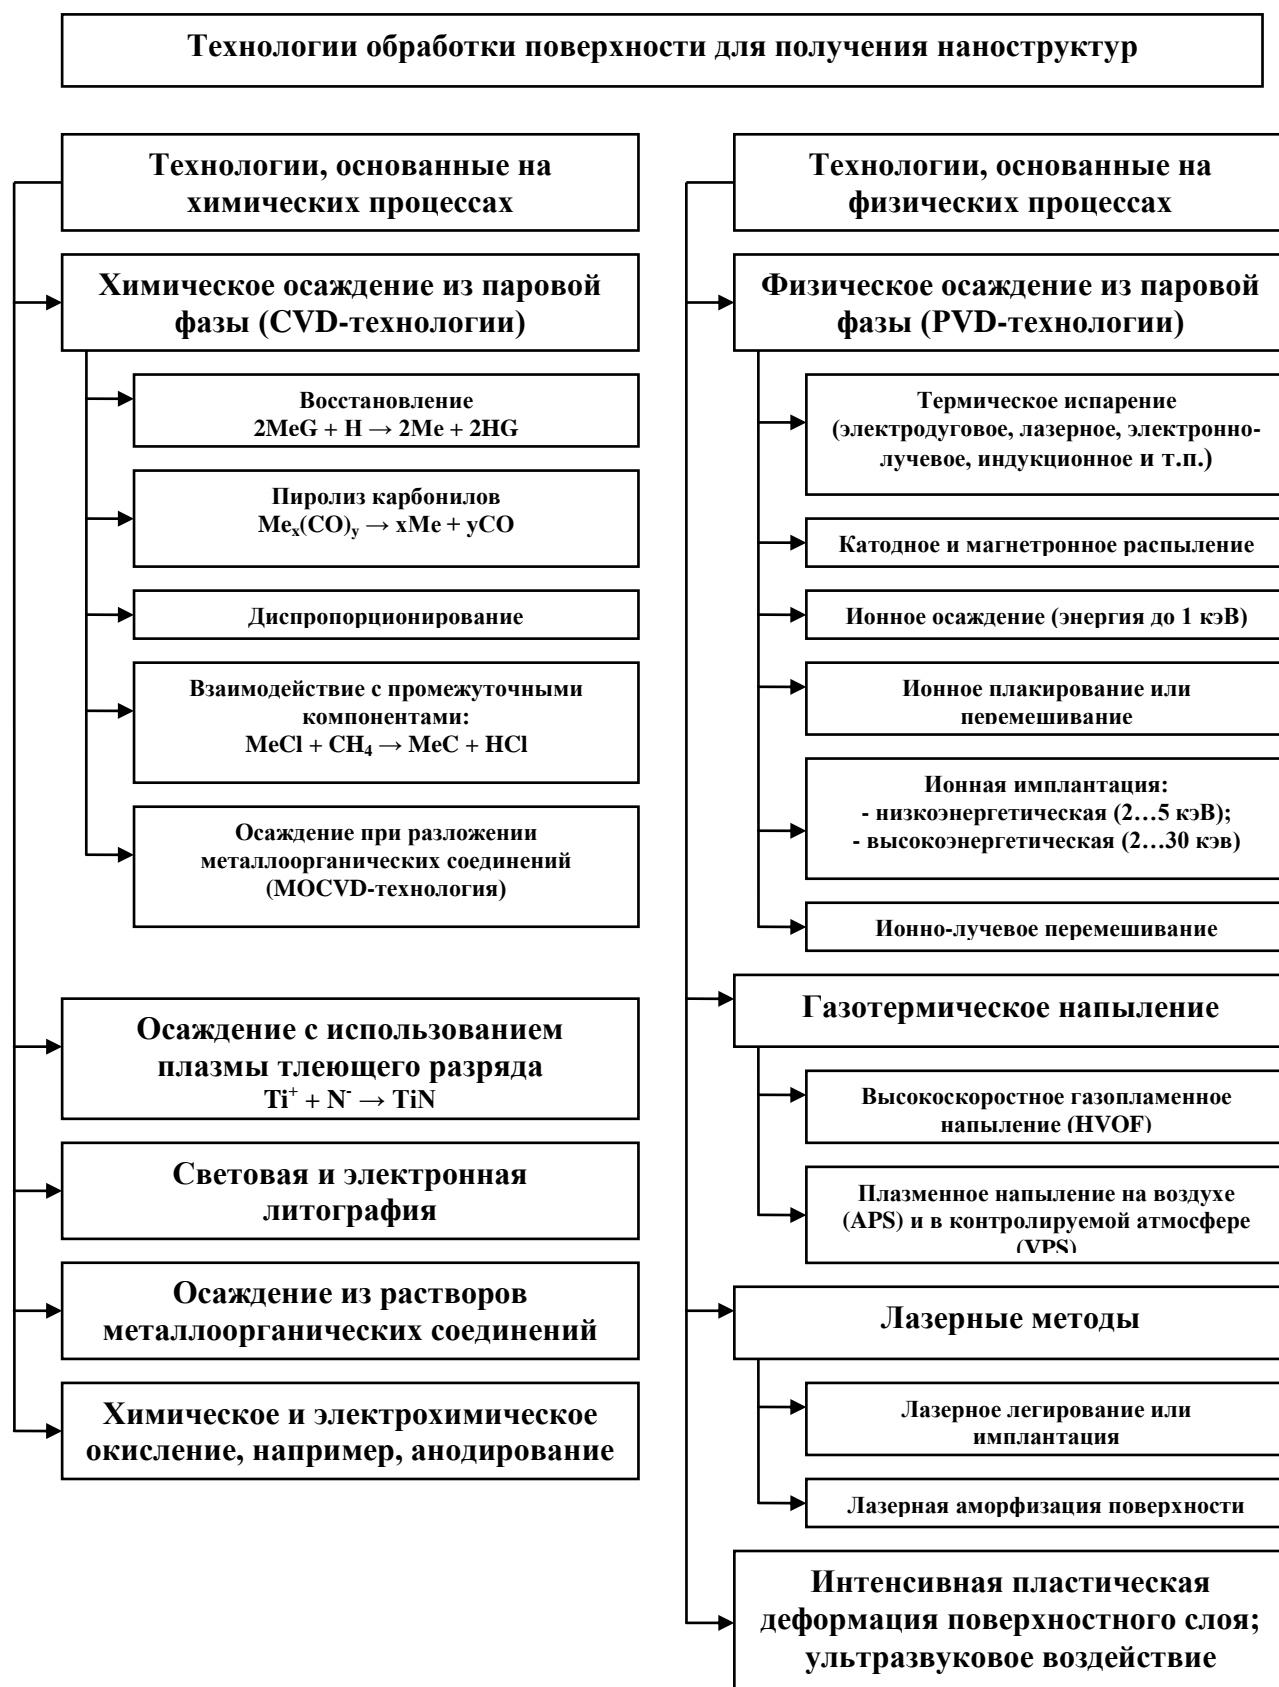 Технологии обработки поверхности для получения наноструктур
Технологии, основанные на
химических процессах
Химическое осаждение из паровой
фазы (CVD-технологии)
Восстановление
2MeG + H → 2Me + 2HG
Пиролиз карбонилов
Meₓ(CO)ᵧ → xMe + yCO
Диспропорционирование
Взаимодействие с промежуточными
компонентами:
MeCl + CH₄ → MeC + HCl
Осаждение при разложении
металлоорганических соединений
(MOCVD-технология)
Осаждение с использованием
плазмы тлеющего разряда
Ti⁺ + N⁻ → TiN
Световая и электронная
литография
Осаждение из растворов
металлоорганических соединений
Химическое и электрохимическое
окисление, например, анодирование
Технологии, основанные на
физических процессах
Физическое осаждение из паровой
фазы (PVD-технологии)
Термическое испарение
(электродуговое, лазерное, электронно-
лучевое, индукционное и т.п.)
Катодное и магнетронное распыление
Ионное осаждение (энергия до 1 кэВ)
Ионное плакирование или
перемешивание
Ионная имплантация:
- низкоэнергетическая (2…5 кэВ);
- высокоэнергетическая (2…30 кэв)
Ионно-лучевое перемешивание
Газотермическое напыление
Высокоскоростное газопламенное
напыление (HVOF)
Плазменное напыление на воздухе
(APS) и в контролируемой атмосфере
(VPS)
Лазерные методы
Лазерное легирование или
имплантация
Лазерная аморфизация поверхности
Интенсивная пластическая
деформация поверхностного слоя;
ультразвуковое воздействие